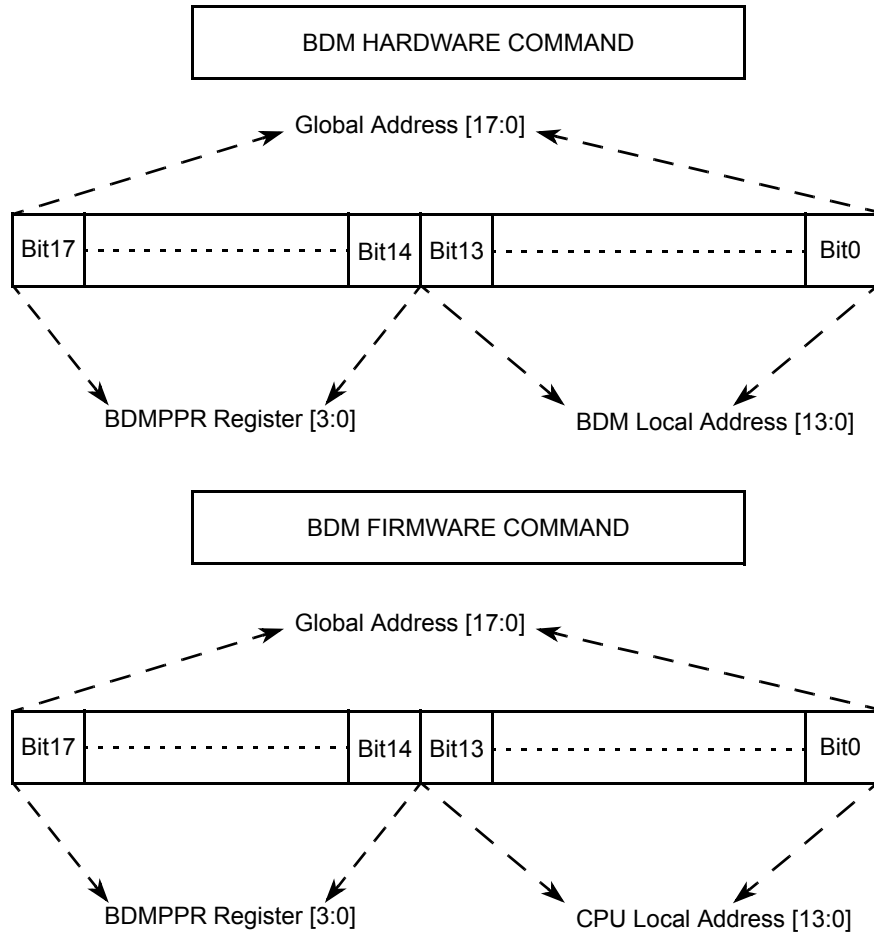 BDM HARDWARE COMMAND
Global Address [17:0]
Bit17 Bit14 Bit13 Bit0
BDMPPR Register [3:0] BDM Local Address [13:0]
BDM FIRMWARE COMMAND
Global Address [17:0]
Bit17 Bit14 Bit13 Bit0
BDMPPR Register [3:0] CPU Local Address [13:0]